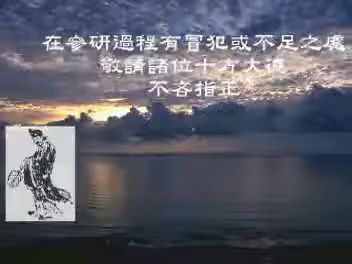 在參研過程有冒犯或不足之處
敬請諸位十方大德
不吝指正